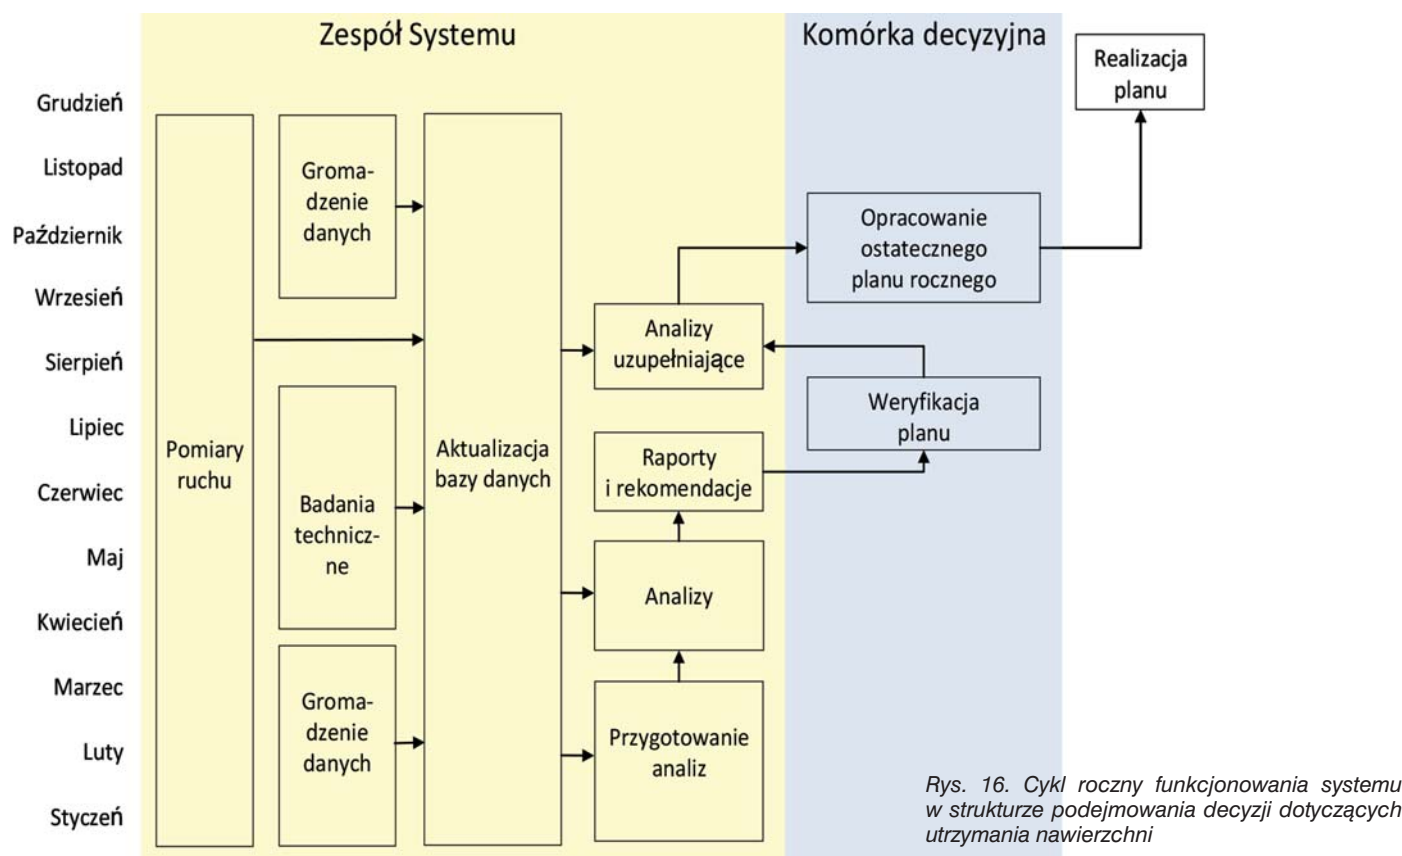 Zespół Systemu
Komórka decyzyjna
Realizacja
planu
Grudzień
Listopad
Październik
Wrzesień
Sierpień
Lipiec
Czerwiec
Maj
Kwiecień
Marzec
Luty
Styczeń
Pomiary
ruchu
Groma-
dzenie
danych
Badania
technicz-
ne
Groma-
dzenie
danych
Aktualizacja
bazy danych
Analizy
uzupełniające
Raporty
i rekomendacje
Analizy
Przygotowanie
analiz
Opracowanie
ostatecznego
planu rocznego
Weryfikacja
planu
Rys. 16. Cykl roczny funkcjonowania systemu
w strukturze podejmowania decyzji dotyczących
utrzymania nawierzchni